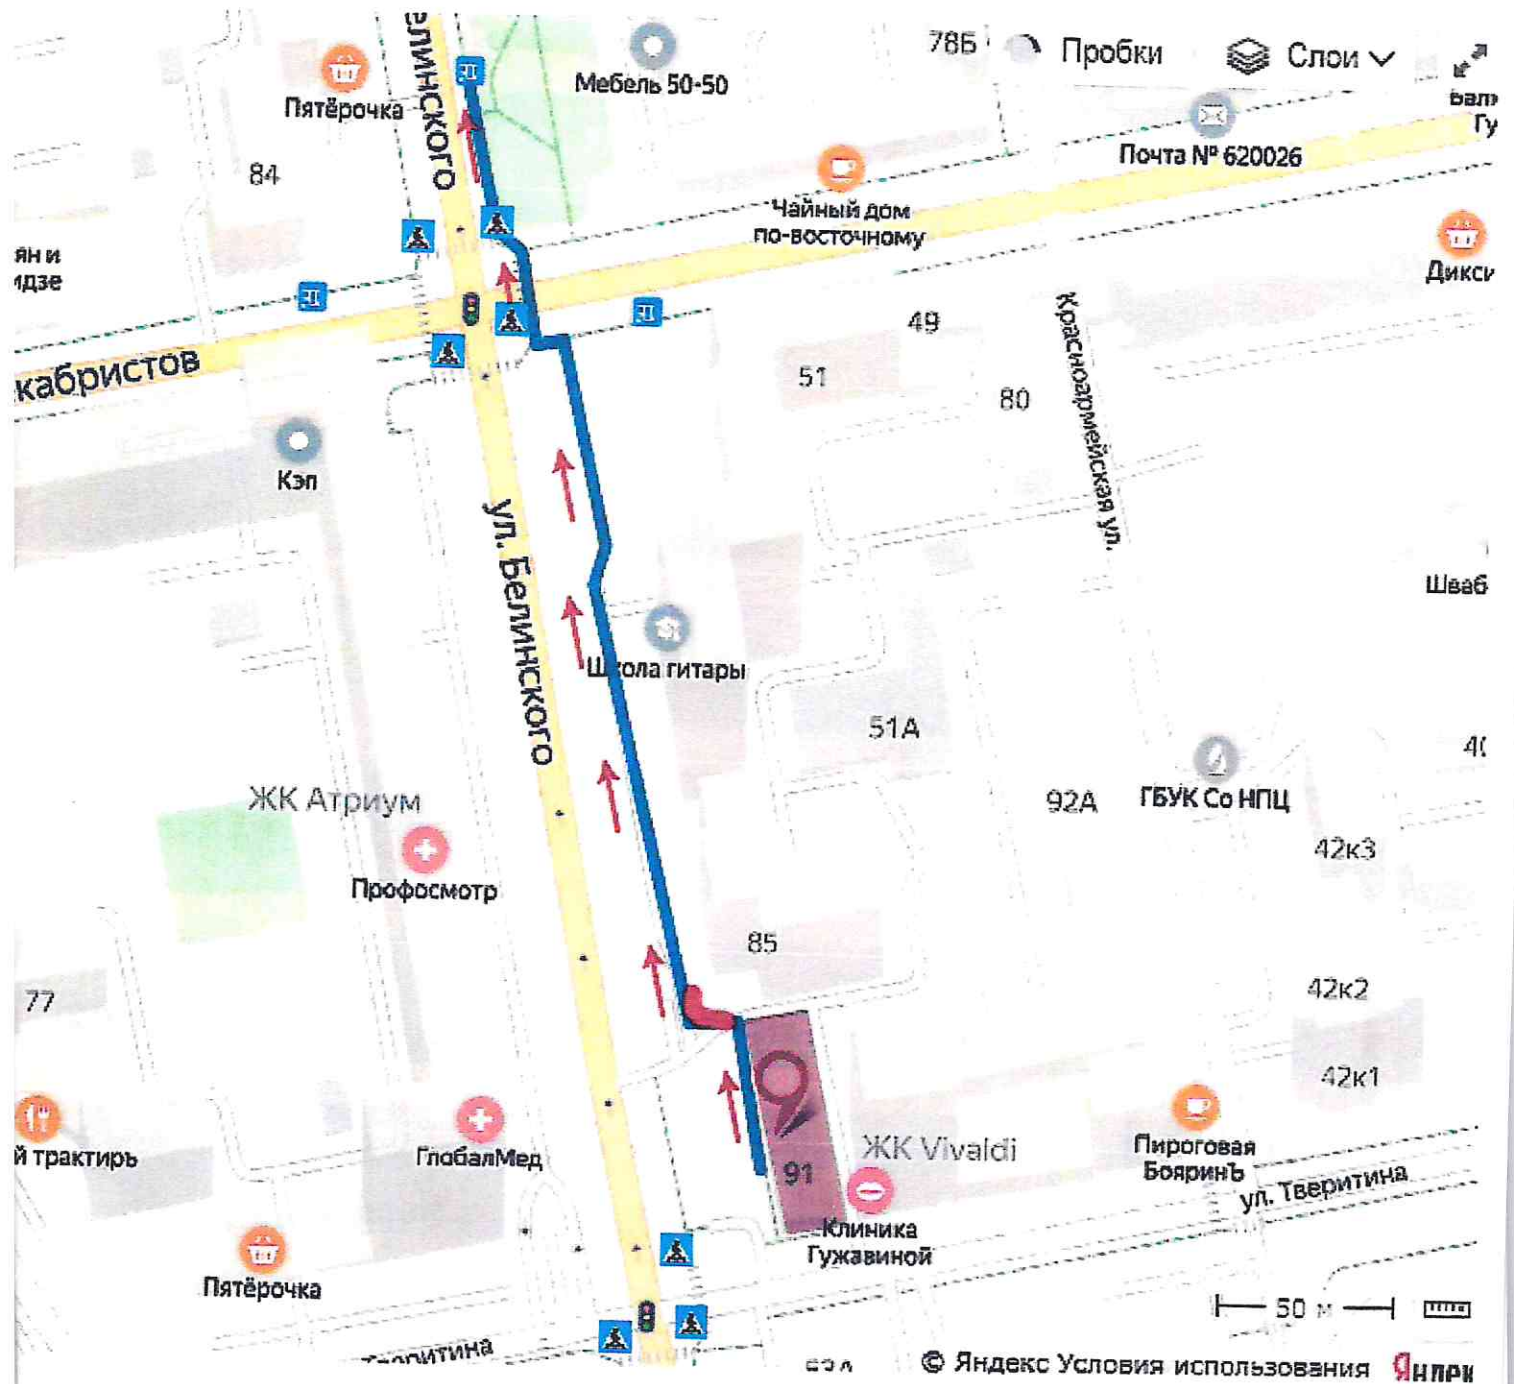 78Б
Пробки
Слои
Пятёрочка
Мебель 50-50
елинского
Почта № 620026
84
Чайный дом
по-восточному
Дикси
49
51
80
кабристов
Красноармейская ул.
Кэп
ул. Белинского
Шваб
Школа гитары
51А
ЖК Атриум
92А
ГБУК Со НПЦ
42к3
Профосмотр
85
77
42к2
42к1
й трактиръ
ГлобалМед
ЖК Vivaldi
91
Пироговая
БояринЪ
ул. Тверитина
Клиника
Гужавиной
Пятёрочка
50 м
© Яндекс Условия использования